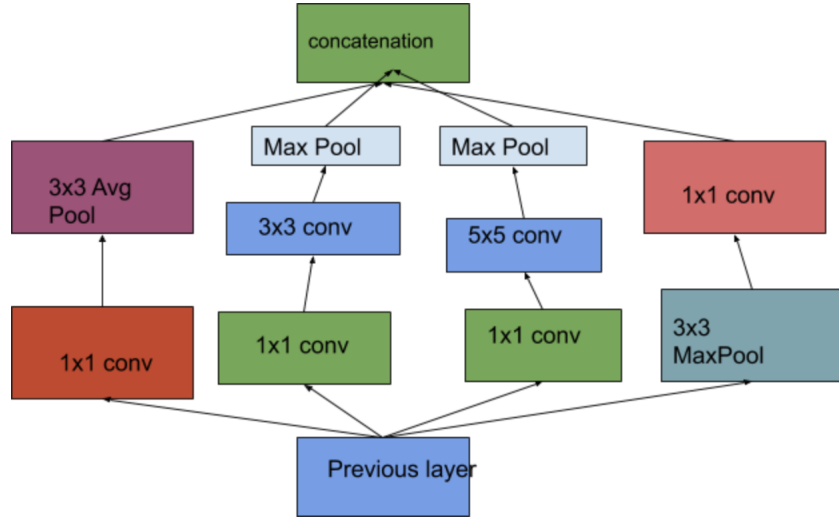 concatenation
3x3 Avg
Pool
Max Pool
Max Pool
1x1 conv
3x3 conv
5x5 conv
1x1 conv
1x1 conv
1x1 conv
3x3
MaxPool
Previous layer